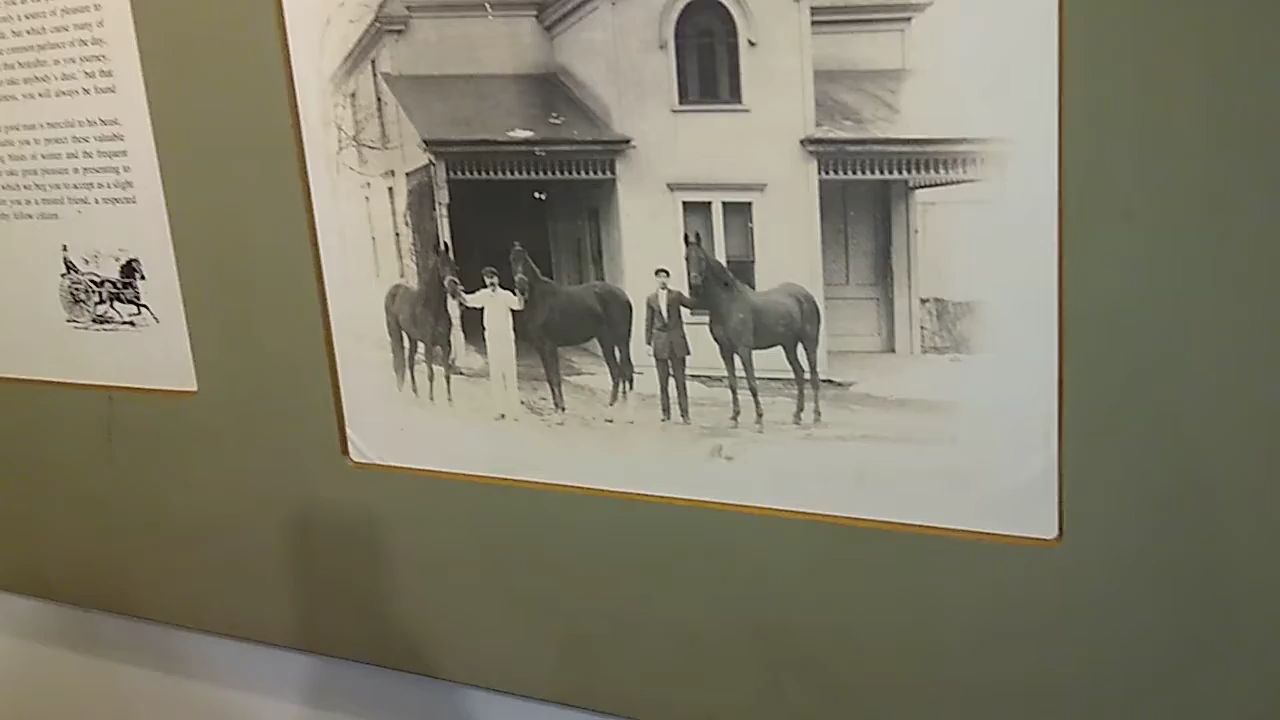 only a source of pleasure to
but which cause many of
common parlance of the day,
that hereafter, as you journey,
take anybody's dust,' but that
you will always be found
good man is merciful to his beast,
you to protect these valuable
blasts of winter and the frequent
take great pleasure in presenting to
which we beg you to accept as a slight
you as a trusted friend, a respected
fellow citizen.